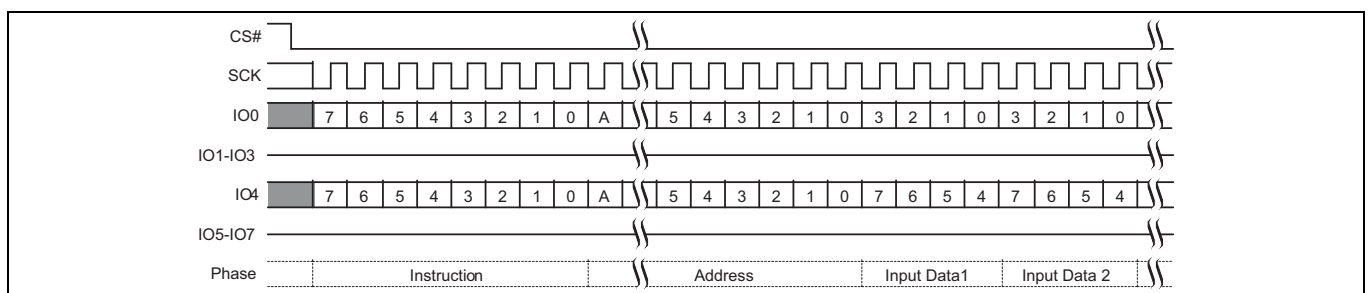 CS#
SCK
IO0 7 6 5 4 3 2 1 0 A 5 4 3 2 1 0 3 2 1 0 3 2 1 0
IO1-IO3
IO4 7 6 5 4 3 2 1 0 A 5 4 3 2 1 0 7 6 5 4 7 6 5 4
IO5-IO7
Phase Instruction Address Input Data1 Input Data 2